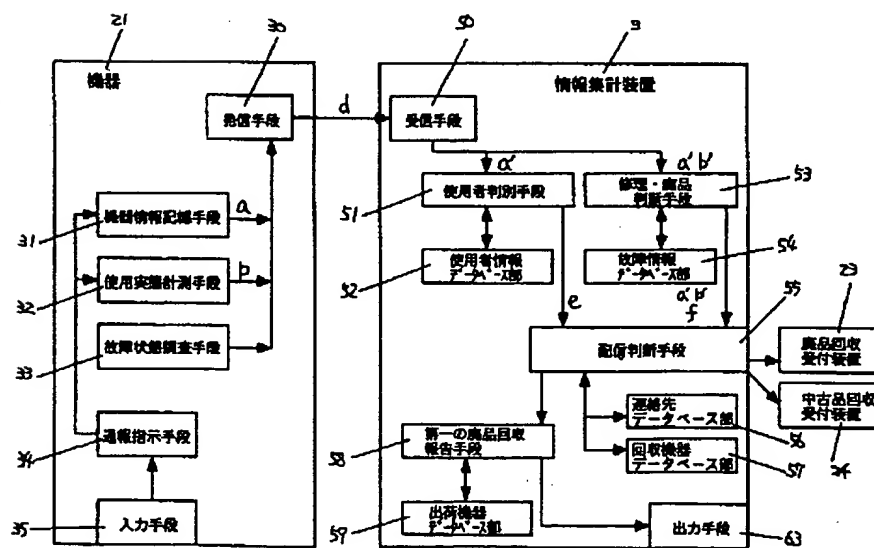 21
30
50
9
機器
情報集計装置
発信手段
d
受信手段
a'
a'b'
53
51
使用者判別手段
修理・廃品
判断手段
31
機器情報記憶手段
a
52
使用者情報
データベース部
故障情報
データベース部
54
32
使用実態計測手段
b
e
a'b'
f
55
23
33
故障状態調査手段
配信判断手段
廃品回収
受付装置
中古品回収
受付装置
24
34
通報指示手段
58
第一の廃品回収
報告手段
連絡先
データベース部
56
回収機器
データベース部
57
35
入力手段
59
出荷機器
データベース部
出力手段
63